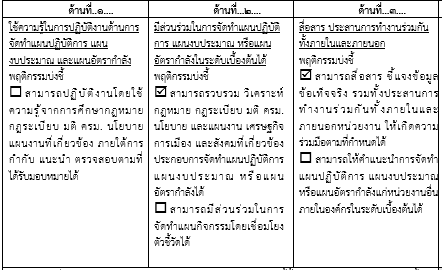 ด้านที่..๑....
ใช้ความรู้ในการปฏิบัติงานด้านการ
จัดทำแผนปฏิบัติการ แผน
งบประมาณ และแผนอัตรากำลัง
พฤติกรรมบ่งชี้
☐ สามารถปฏิบัติงานโดยใช้
ความรู้จากการศึกษากฎหมาย
กฎระเบียบ มติ ครม. นโยบาย
แผนงานที่เกี่ยวข้อง ภายใต้การ
กำกับ แนะนำ ตรวจสอบตามที่
ได้รับมอบหมายได้
ด้านที่...๒....
มีส่วนร่วมในการจัดทำแผนปฏิบัติ
การ แผนงบประมาณ หรือแผน
อัตรากำลังในระดับเบื้องต้นได้
พฤติกรรมบ่งชี้
☑ สามารถรวบรวม วิเคราะห์
กฎหมาย กฎระเบียบ มติ ครม.
นโยบาย และแผนงาน เศรษฐกิจ
การเมือง และสังคมที่เกี่ยวข้อง
ประกอบการจัดทำแผนปฏิบัติการ
แผนงบประมาณ หรือแผน
อัตรากำลังได้
☐ สามารถมีส่วนร่วมในการ
จัดทำแผนกิจกรรมโดยเชื่อมโยง
ตัวชี้วัดได้
ด้านที่...๓....
สื่อสาร ประสานการทำงานร่วมกัน
ทั้งภายในและภายนอก
พฤติกรรมบ่งชี้
☑ สามารถสื่อสาร ชี้แจงข้อมูล
ข้อเท็จจริง รวมทั้งประสานการ
ทำงานร่วมกันทั้งภายในและ
ภายนอกหน่วยงาน ให้เกิดความ
ร่วมมือตามที่กำหนดได้
☐ สามารถให้คำแนะนำการจัดทำ
แผนปฏิบัติการ แผนงบประมาณ
หรือแผนอัตรากำลังแก่หน่วยงานอื่น
ภายในองค์กรในระดับเบื้องต้นได้